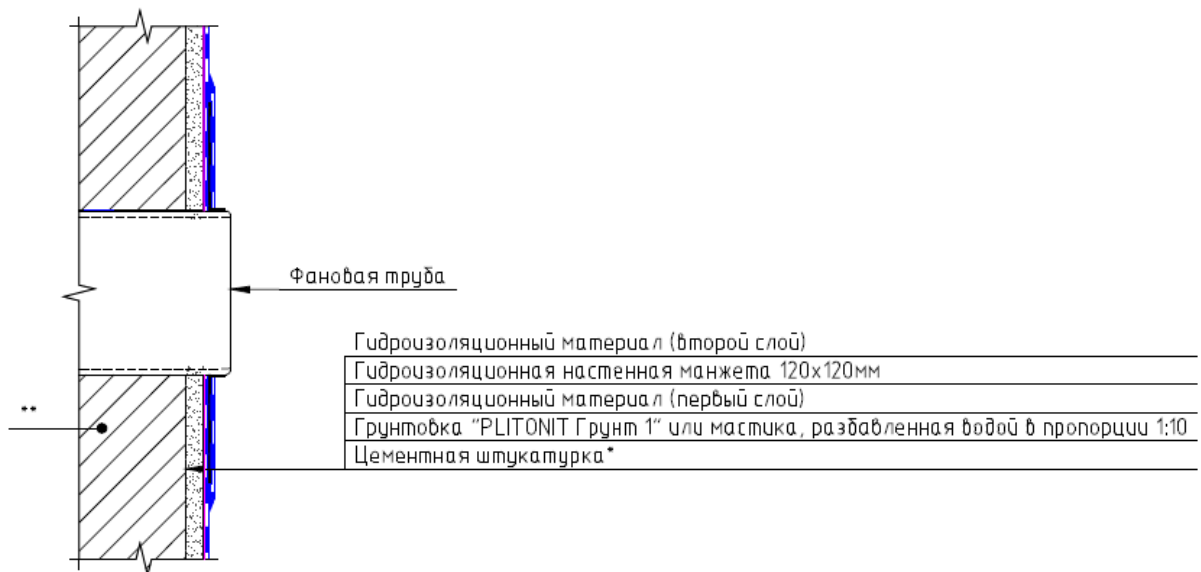 Фановая труба
Гидроизоляционный материал (второй слой)
Гидроизоляционная настенная манжета 120х120мм
Гидроизоляционный материал (первый слой)
Грунтовка "PLITONIT Грунт 1" или мастика, разбавленная водой в пропорции 1:10
**
Цементная штукатурка*